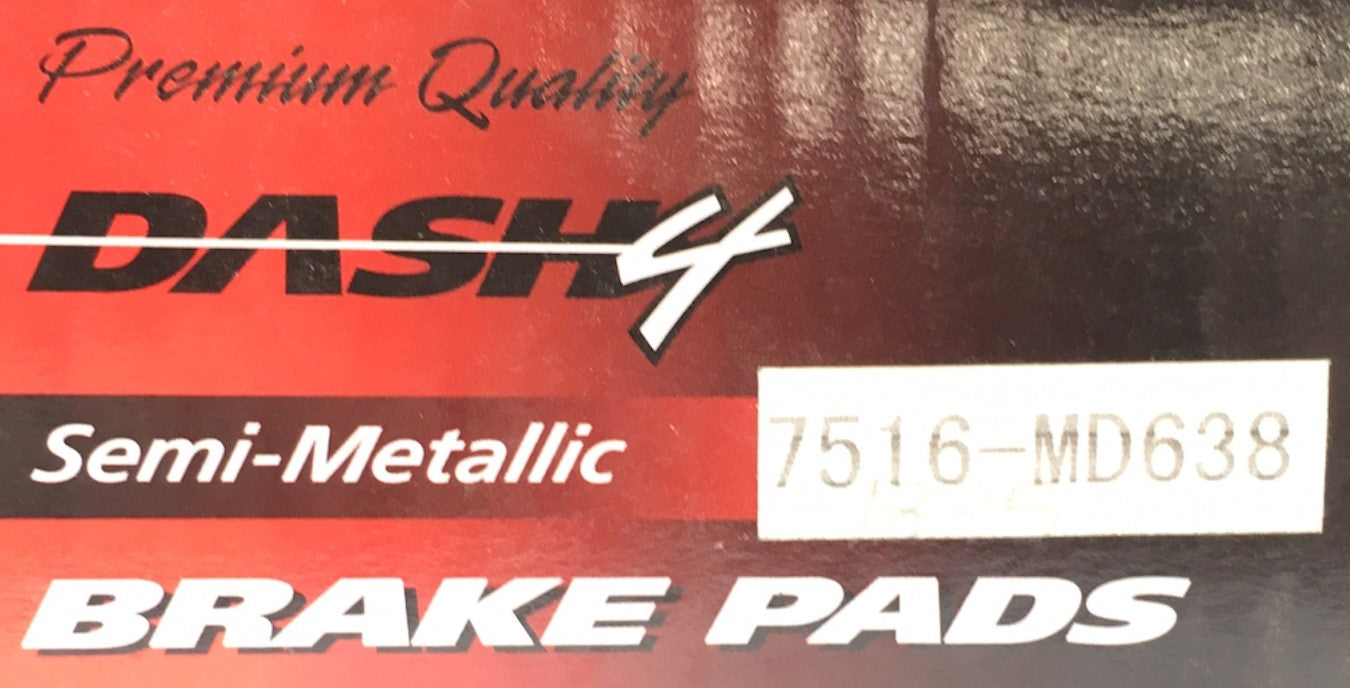 Premium Quality
DASH4
Semi-Metallic
7516-MD638
BRAKE PADS